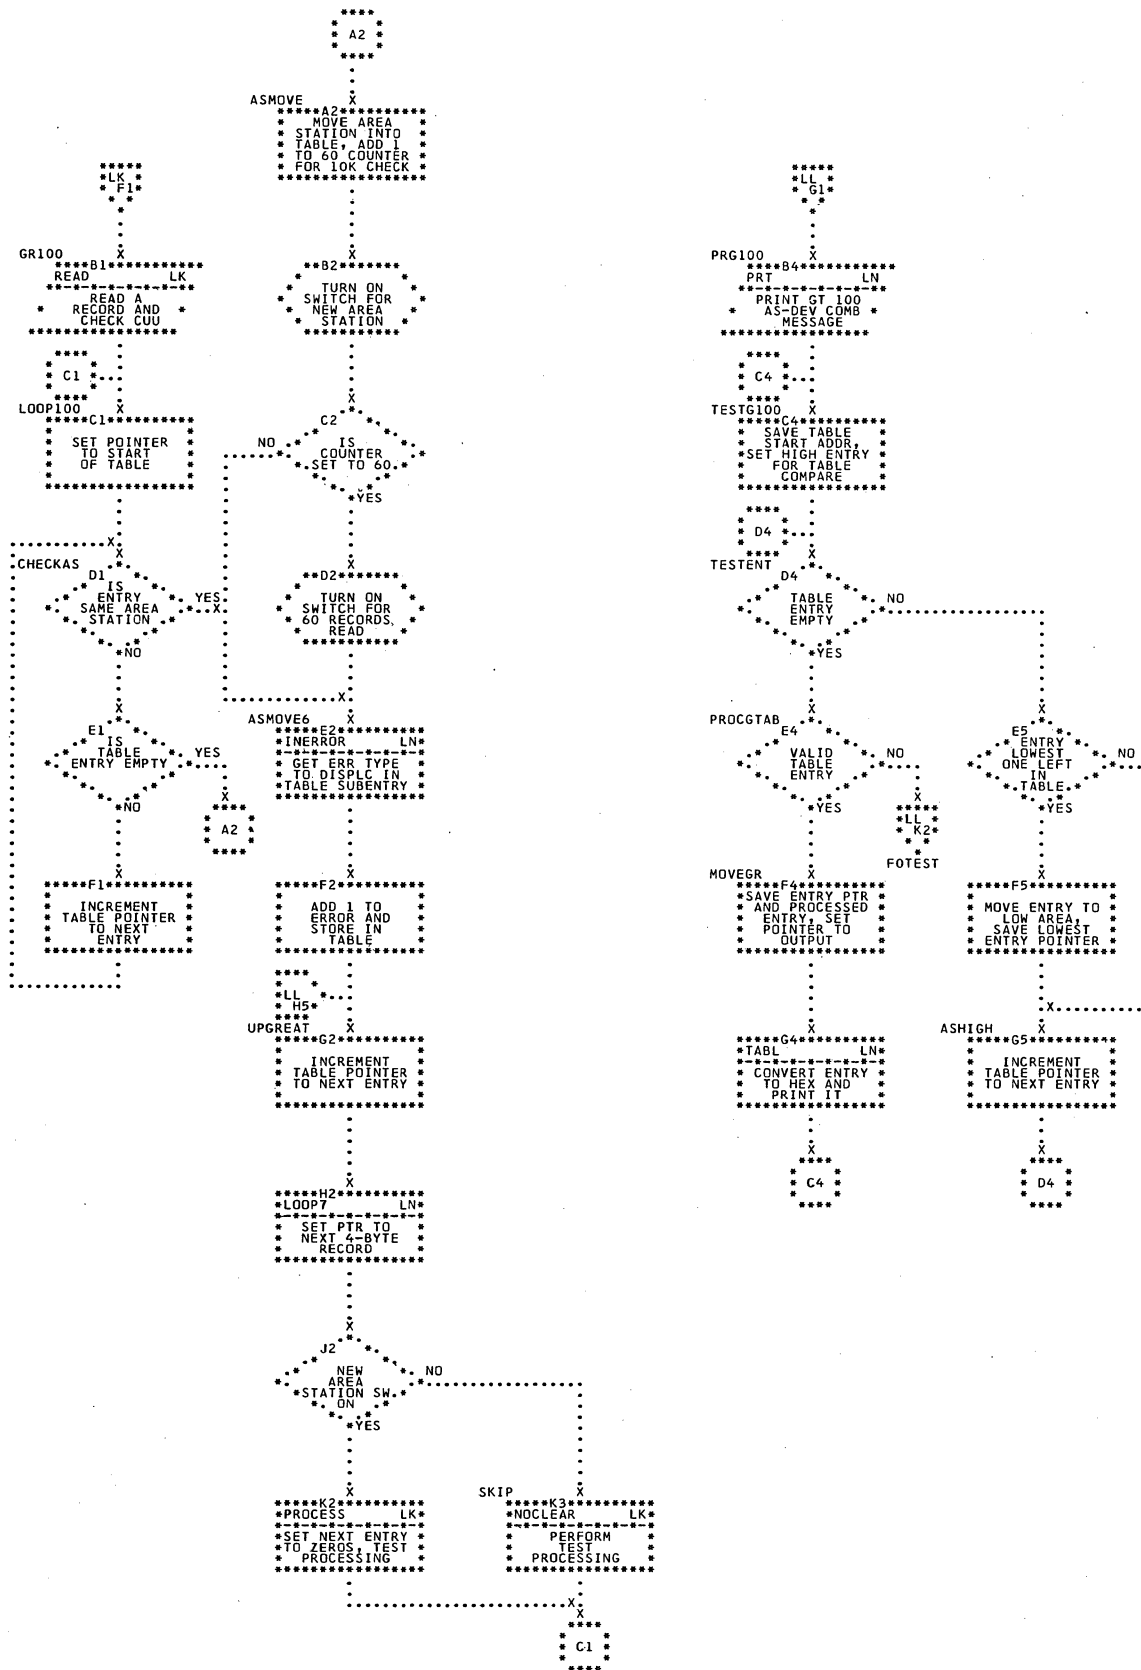 A2
ASMOVE
A2
MOVE AREA
STATION INTO
TABLE, ADD 1
TO 60 COUNTER
FOR 10K CHECK
LK
F1
GR100
B1
READ LK
READ A
RECORD AND
CHECK CUU
B2
TURN ON
SWITCH FOR
NEW AREA
STATION
C1
LOOP100
C1
SET POINTER
TO START
OF TABLE
C2
IS
COUNTER
SET TO 60
NO
YES
CHECKAS
D1
IS
ENTRY
SAME AREA
STATION
YES
NO
D2
TURN ON
SWITCH FOR
60 RECORDS
READ
E1
IS
TABLE
ENTRY EMPTY
YES
NO
A2
ASMOVE6
E2
INERROR LN
GET ERR TYPE
TO DISPLC IN
TABLE SUBENTRY
F1
INCREMENT
TABLE POINTER
TO NEXT
ENTRY
F2
ADD 1 TO
ERROR AND
STORE IN
TABLE
LL
H5
UPGREAT
G2
INCREMENT
TABLE POINTER
TO NEXT ENTRY
H2
LOOP7 LN
SET PTR TO
NEXT 4-BYTE
RECORD
J2
NEW
AREA
STATION SW.
ON
NO
YES
K2
PROCESS LK
SET NEXT ENTRY
TO ZEROS, TEST
PROCESSING
SKIP
K3
NOCLEAR LK
PERFORM
TEST
PROCESSING
C1
LL
G1
PRG100
B4
PRT LN
PRINT GT 100
AS-DEV COMB
MESSAGE
C4
TESTG100
C4
SAVE TABLE
START ADDR,
SET HIGH ENTRY
FOR TABLE
COMPARE
D4
TESTENT
D4
TABLE
ENTRY
EMPTY
NO
YES
PROCGTAB
E4
VALID
TABLE
ENTRY
NO
YES
LL
K2
FOTEST
E5
ENTRY
LOWEST
ONE LEFT
IN
TABLE
NO
YES
MOVEGR
F4
SAVE ENTRY PTR
AND PROCESSED
ENTRY, SET
POINTER TO
OUTPUT
F5
MOVE ENTRY TO
LOW AREA,
SAVE LOWEST
ENTRY POINTER
G4
TABL LN
CONVERT ENTRY
TO HEX AND
PRINT IT
ASHIGH
G5
INCREMENT
TABLE POINTER
TO NEXT ENTRY
C4
D4